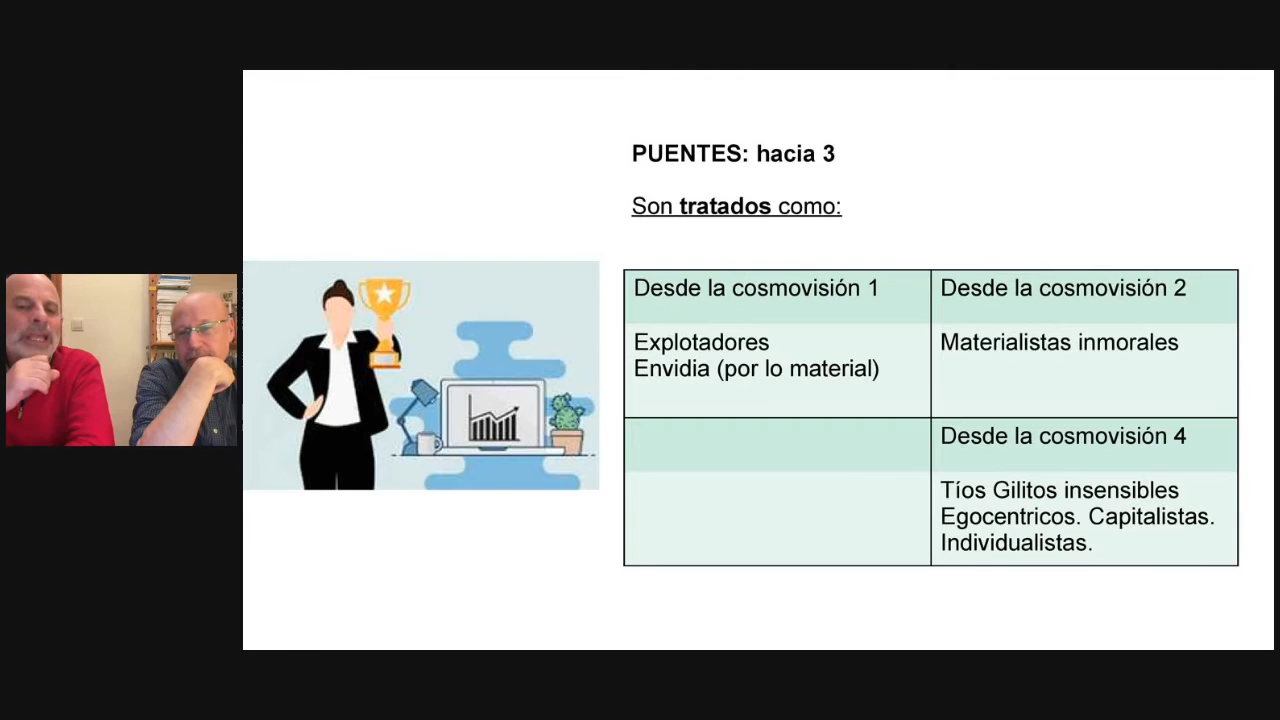 PUENTES: hacia 3
Son tratados como:
Desde la cosmovisión 1
Desde la cosmovisión 2
Explotadores
Envidia (por lo material)
Materialistas inmorales
Desde la cosmovisión 4
Tíos Gilitos insensibles
Egocentricos. Capitalistas.
Individualistas.